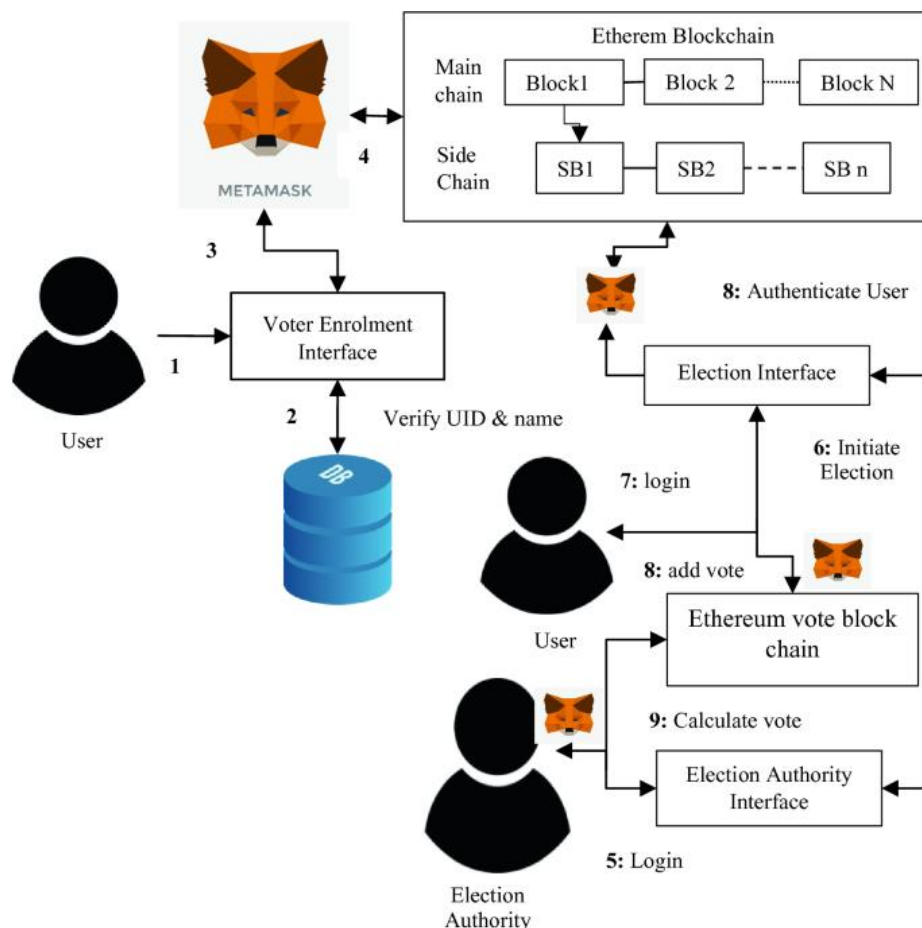 Etherem Blockchain
Main
chain
Block1
Block 2
Block N
Side
Chain
SB1
SB2
SB n
4
METAMASK
3
8: Authenticate User
Voter Enrolment
Interface
1
User
2
Verify UID & name
DB
Election Interface
6: Initiate
Election
7: login
8: add vote
User
Ethereum vote block
chain
9: Calculate vote
Election Authority
Interface
5: Login
Election
Authority